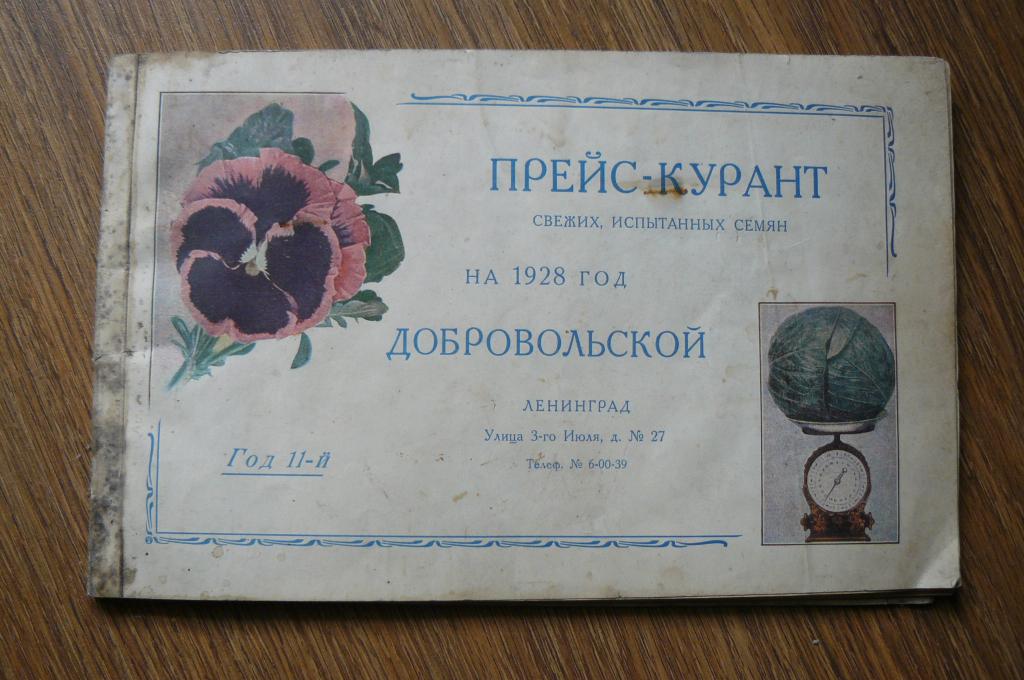 ПРЕЙС-КУРАНТ
СВЕЖИХ, ИСПЫТАННЫХ СЕМЯН
НА 1928 ГОД
ДОБРОВОЛЬСКОЙ
ЛЕНИНГРАД
Улица 3-го Июля, д. № 27
Телеф. № 6-00-39
Год 11-й